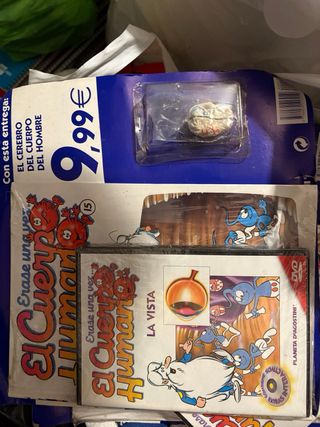 Con esta entrega:
EL CEREBRO
DEL CUERPO
DEL HOMBRE
9,99€
Erase una vez...
El Cuerpo
Humano
15
Erase una vez...
El Cuerpo
Humano
LA VISTA
DVD
PLANETA DeAGOSTINI